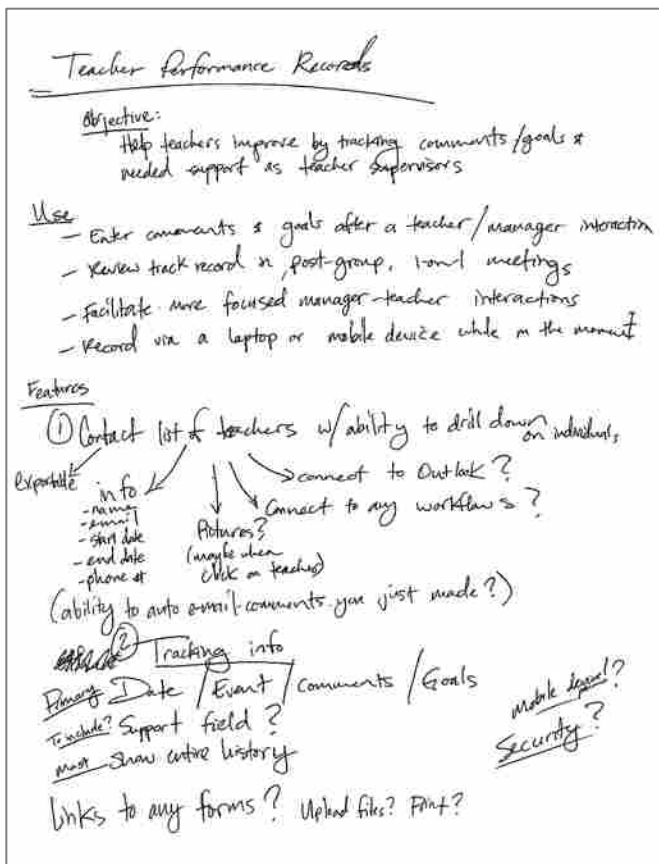 Teacher Performance Records
Objective:
Help teachers improve by tracking comments/goals &
needed support as teacher supervisors
Use
- Enter comments & goals after a teacher/manager interaction
- Review track record in, post-group, 1-on-1 meetings
- Facilitate more focused manager-teacher interactions
- Record via a laptop or mobile device while in the moment
Features
① Contact list of teachers w/ability to drill down on individuals
exportable
info
- name
- email
- start date
- end date
- phone #
Pictures?
(maybe when
click on teacher)
connect to Outlook?
Connect to any workflows?
(ability to auto email comments you just made?)
② Tracking info
Primary Date / Event / Comments / Goals
To include? Support field?
Must Show entire history
Mobile
Security?
Links to any forms? Upload files? Print?